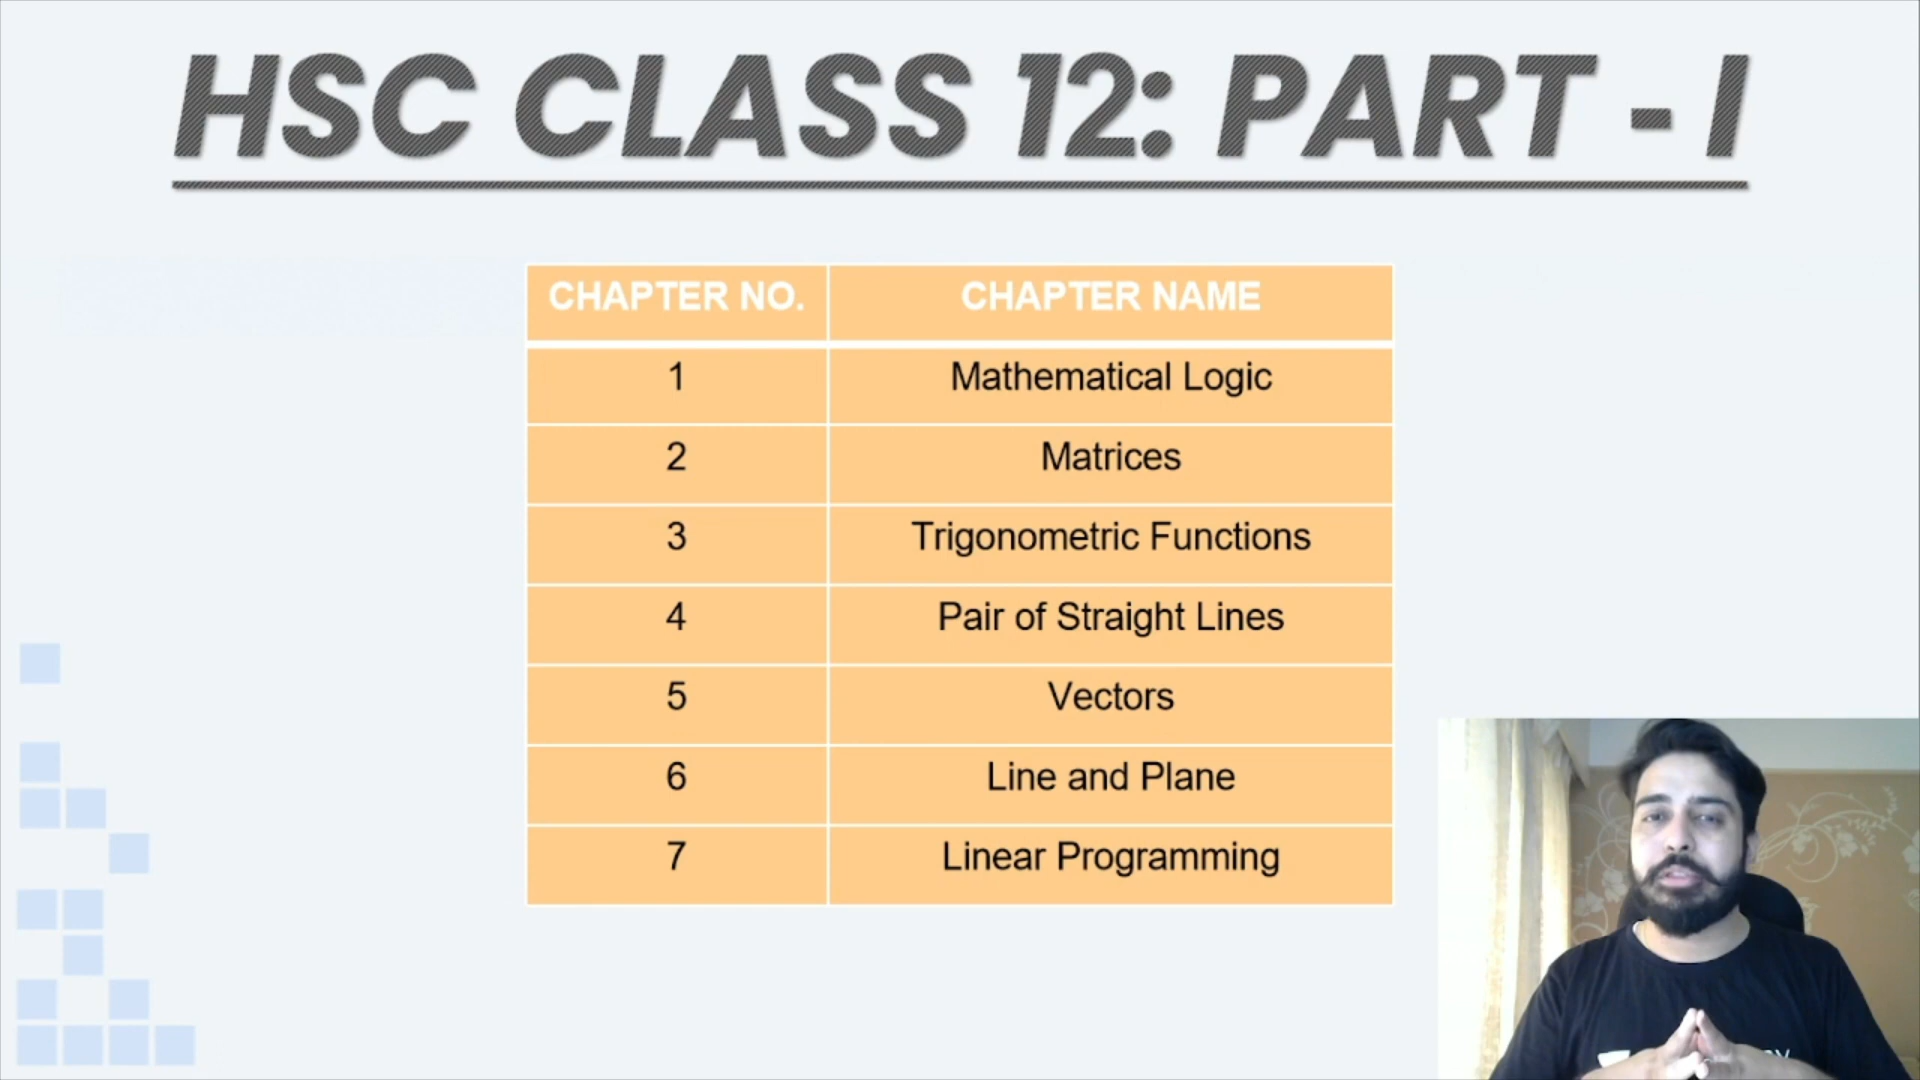 HSC CLASS 12: PART - I
CHAPTER NO. CHAPTER NAME
1 Mathematical Logic
2 Matrices
3 Trigonometric Functions
4 Pair of Straight Lines
5 Vectors
6 Line and Plane
7 Linear Programming